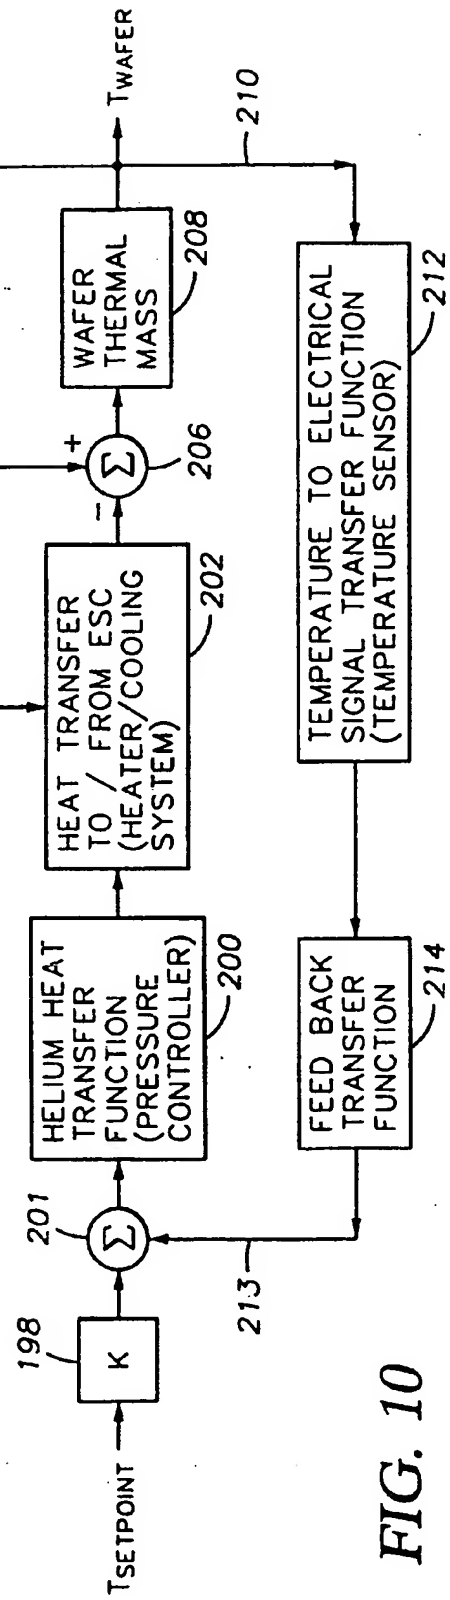 TSETPOINT
198
K
201
Σ
HELIUM HEAT
TRANSFER
FUNCTION
(PRESSURE
CONTROLLER)
200
HEAT TRANSFER
TO / FROM ESC
(HEATER/COOLING
SYSTEM)
202
-
+
Σ
206
WAFER
THERMAL
MASS
208
TWAFER
210
213
FEED BACK
TRANSFER
FUNCTION
214
TEMPERATURE TO ELECTRICAL
SIGNAL TRANSFER FUNCTION
(TEMPERATURE SENSOR)
212
FIG. 10